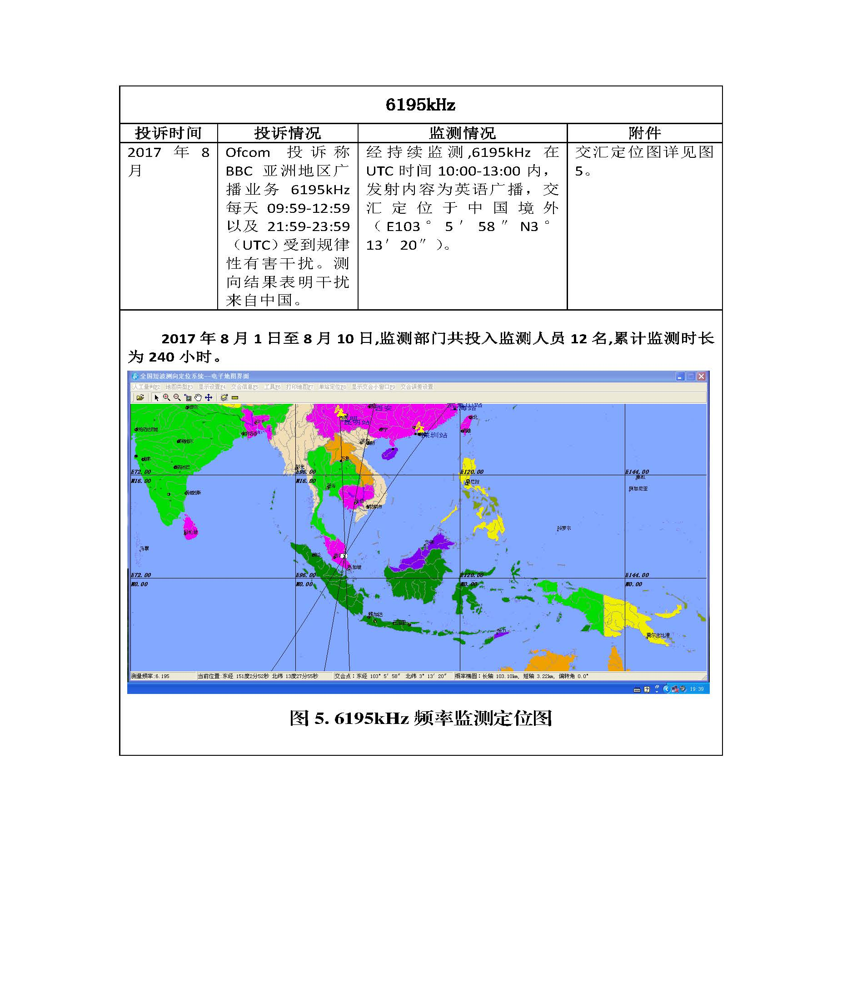 6195kHz
投诉时间
投诉情况
监测情况
附件
2017 年 8
月
Ofcom 投诉称
BBC 亚洲地区广
播业务 6195kHz
每天 09:59-12:59
以及 21:59-23:59
（UTC）受到规律
性有害干扰。测
向结果表明干扰
来自中国。
经持续监测,6195kHz 在
UTC 时间 10:00-13:00 内，
发射内容为英语广播，交
汇定位于中国境外
（E103° 5′ 58″ N3°
13′ 20″）。
交汇定位图详见图
5。
2017 年 8 月 1 日至 8 月 10 日,监测部门共投入监测人员 12 名,累计监测时长
为 240 小时。
全国短波测向定位系统--电子地图界面
人工量判F2 地图类型F3 显示设置F4 交会信息F5 工具F6 打印地图F7 单站定位F8 显示交会小窗口F9 交会误差设置
西安
昆明
昆明站
深圳站
万象
仰光
E72.00
E96.00
E120.00
E144.00
N16.00
N16.00
马尼拉
关岛
阿加尼亚
胡志明市
科伦坡
科罗尔
马累
新加坡
E72.00
E96.00
E120.00
E144.00
N0.00
N0.00
N0.00
N0.00
雅加达
莫尔兹比港
测量频率:6.195
当前位置:东经 151度2分52秒 北纬 13度27分55秒
交会点：东经 103° 5′ 58″ 北纬 3° 13′ 20″
概率椭圆：长轴 103.10km, 短轴 3.22km, 偏转角 0.0°
19:39
图 5. 6195kHz 频率监测定位图